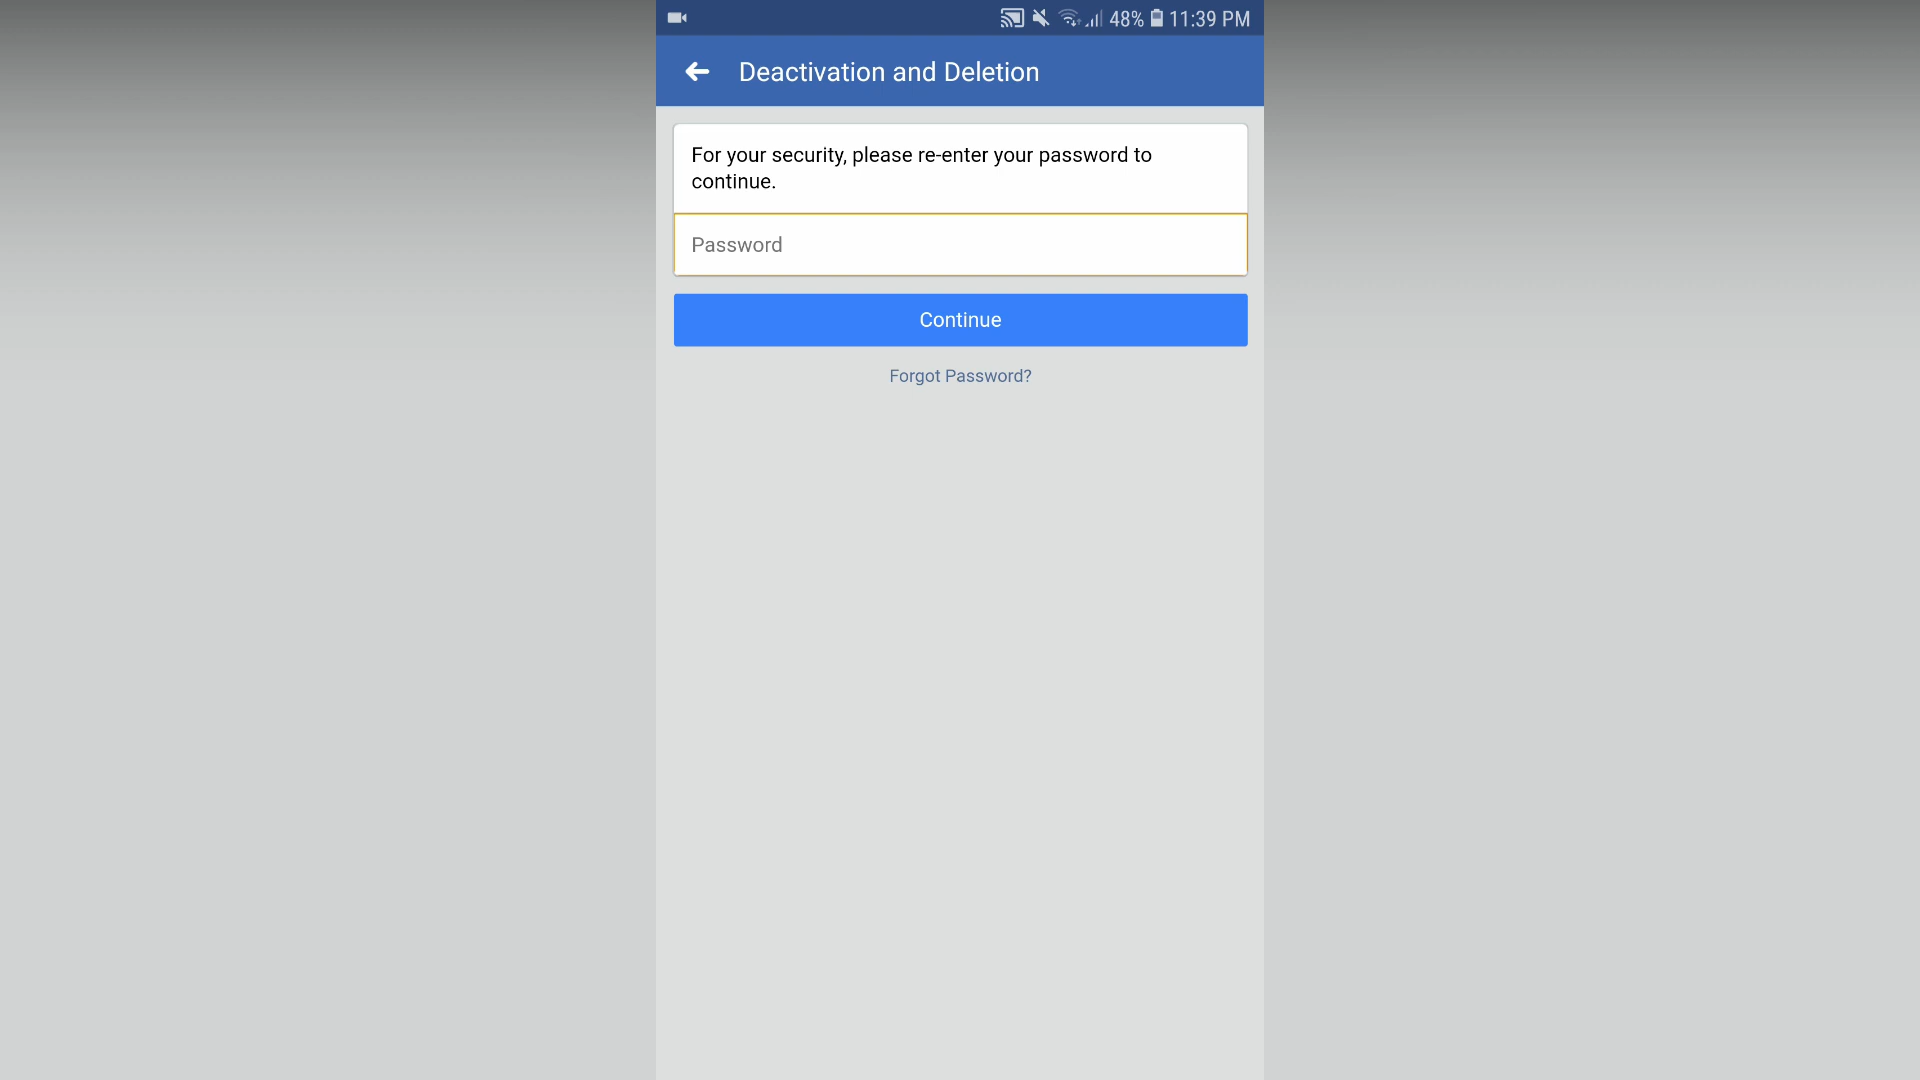 48% 11:39 PM
Deactivation and Deletion
For your security, please re-enter your password to
continue.
Password
Continue
Forgot Password?